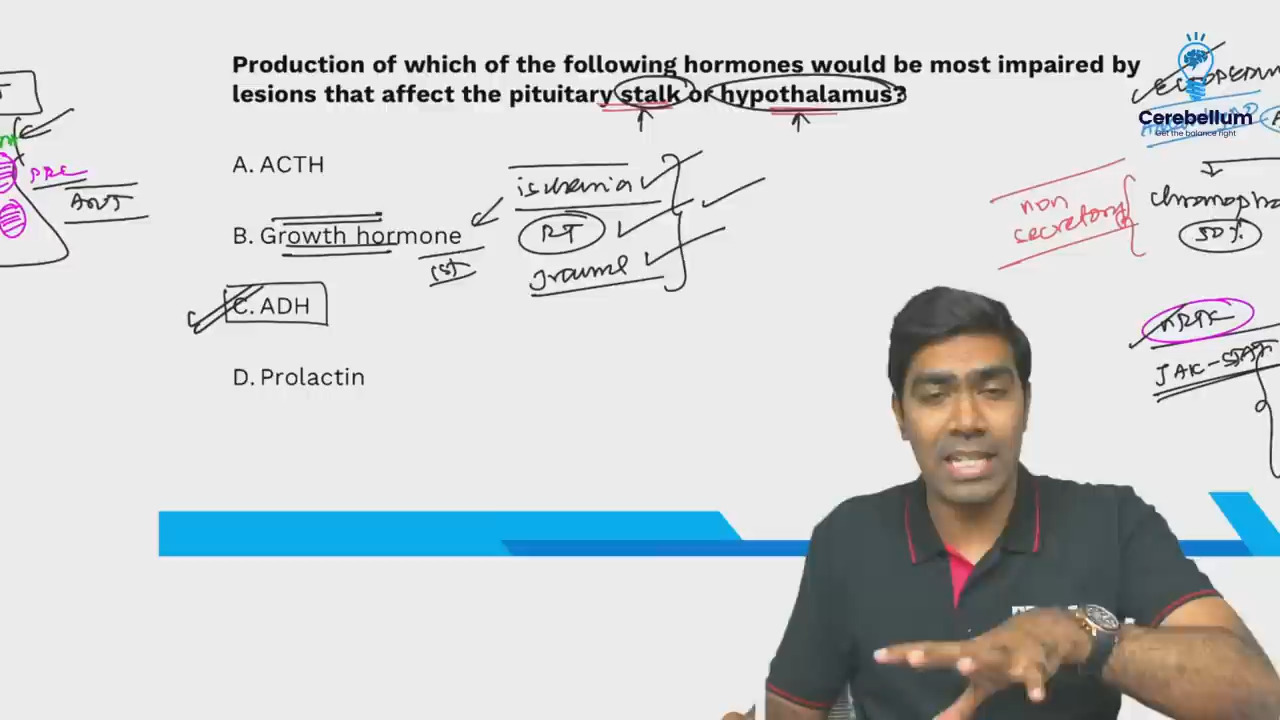 Production of which of the following hormones would be most impaired by
lesions that affect the pituitary stalk or hypothalamus?
A. ACTH
B. Growth hormone
1st
C. ADH
D. Prolactin
ischemia
RT
trauma
non
secretory
50%
JAK-STAT
Cerebellum
Get the balance right